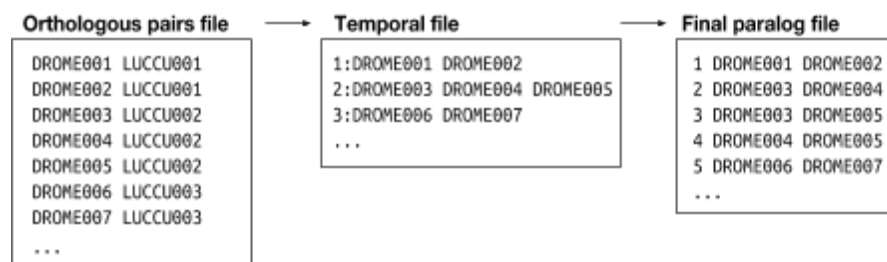 Orthologous pairs file
DROME001 LUCCU001
DROME002 LUCCU001
DROME003 LUCCU002
DROME004 LUCCU002
DROME005 LUCCU002
DROME006 LUCCU003
DROME007 LUCCU003
...
Temporal file
1:DROME001 DROME002
2:DROME003 DROME004 DROME005
3:DROME006 DROME007
...
Final paralog file
1 DROME001 DROME002
2 DROME003 DROME004
3 DROME003 DROME005
4 DROME004 DROME005
5 DROME006 DROME007
...